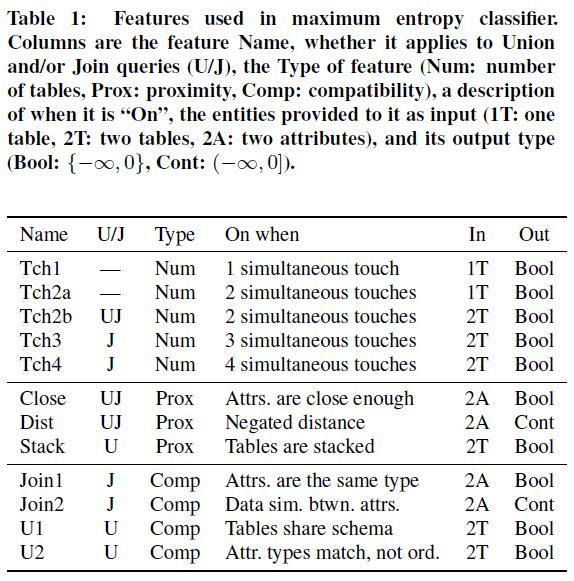 Table 1: Features used in maximum entropy classifier.
Columns are the feature Name, whether it applies to Union
and/or Join queries (U/J), the Type of feature (Num: number
of tables, Prox: proximity, Comp: compatibility), a description
of when it is “On”, the entities provided to it as input (1T: one
table, 2T: two tables, 2A: two attributes), and its output type
(Bool: {−∞, 0}, Cont: (−∞, 0]).
Name U/J Type On when In Out
Tch1 — Num 1 simultaneous touch 1T Bool
Tch2a — Num 2 simultaneous touches 1T Bool
Tch2b UJ Num 2 simultaneous touches 2T Bool
Tch3 J Num 3 simultaneous touches 2T Bool
Tch4 J Num 4 simultaneous touches 2T Bool
Close UJ Prox Attrs. are close enough 2A Bool
Dist UJ Prox Negated distance 2A Cont
Stack U Prox Tables are stacked 2T Bool
Join1 J Comp Attrs. are the same type 2A Bool
Join2 J Comp Data sim. btwn. attrs. 2A Cont
U1 U Comp Tables share schema 2T Bool
U2 U Comp Attr. types match, not ord. 2T Bool